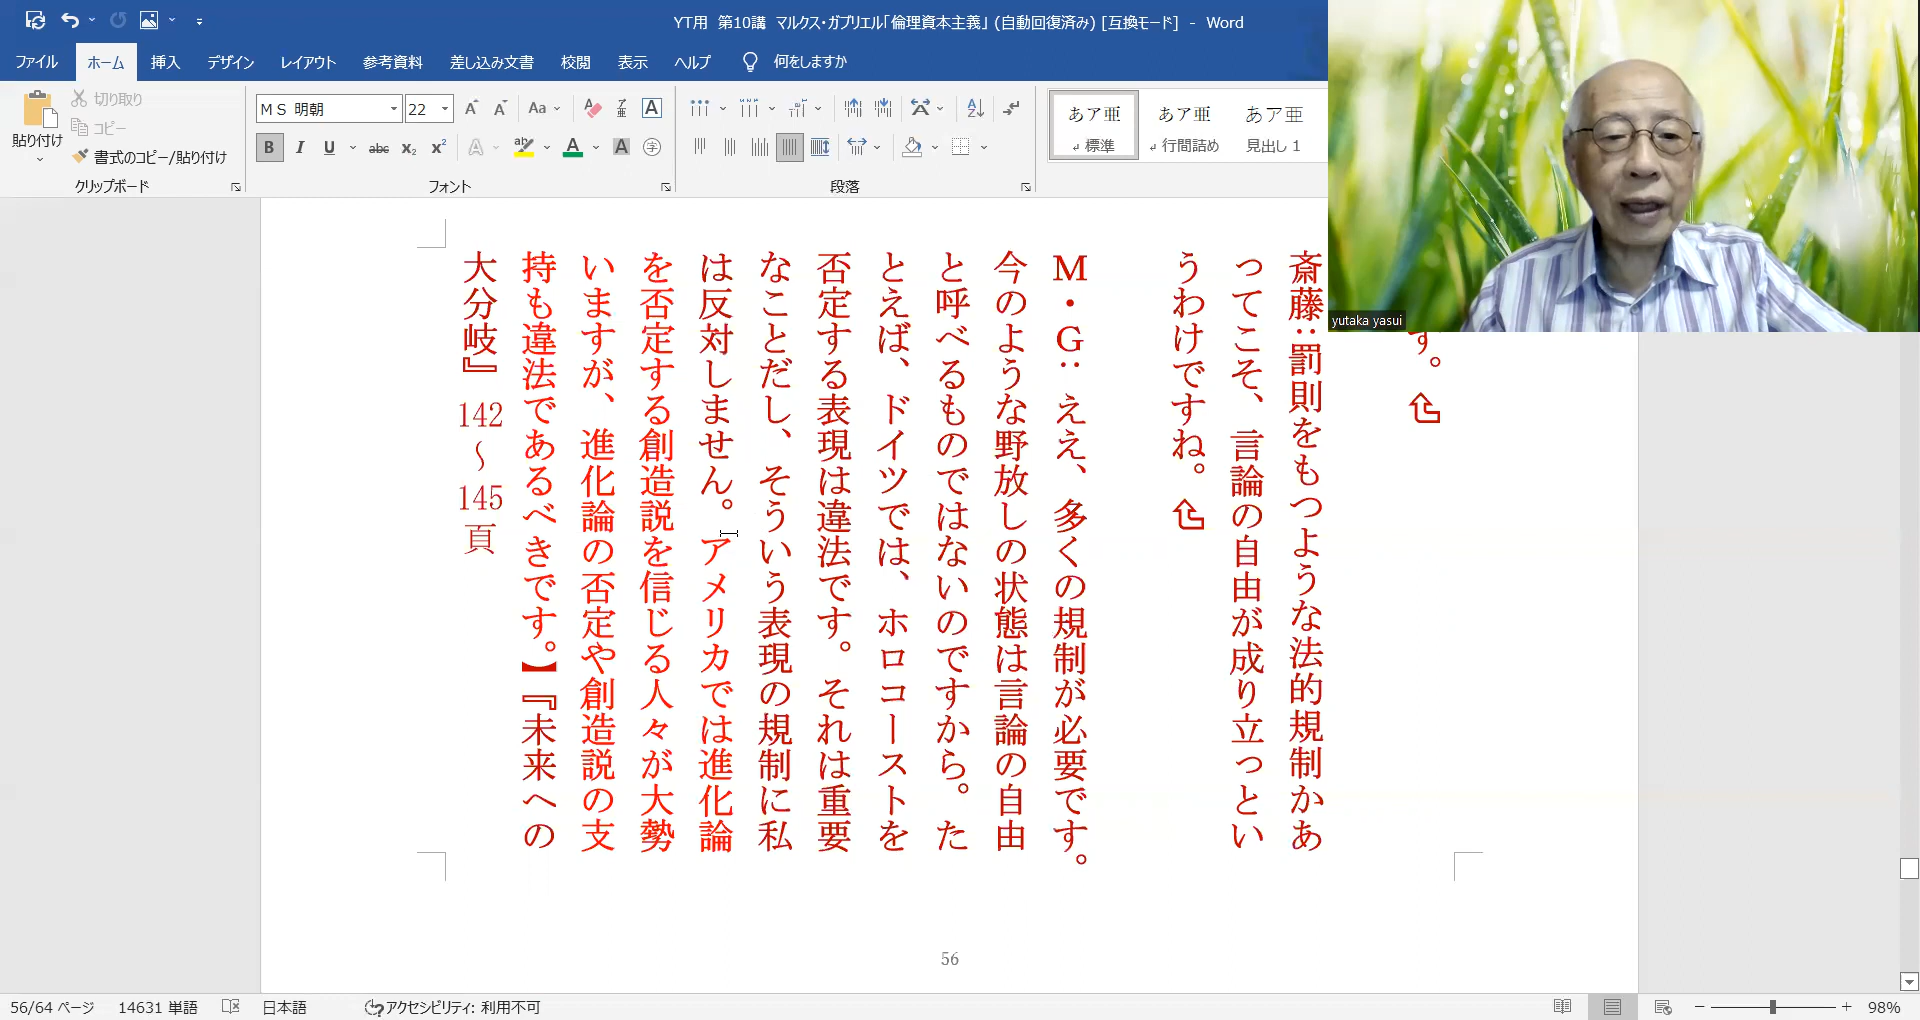 YT用 第10講 マルクス・ガブリエル「倫理資本主義」 (自動回復済み) [互換モード] - Word
ファイル ホーム 挿入 デザイン レイアウト 参考資料 差し込み文書 校閲 表示 ヘルプ 何をしますか
貼り付け
切り取り
コピー
書式のコピー/貼り付け
クリップボード
ＭＳ 明朝 22
Aa
B I U abc x₂ x²
フォント
段落
あア亜 標準
あア亜 行間詰め
あア亜 見出し 1
yutaka yasui
す。
斎藤：罰則をもつような法的規制かあ
ってこそ、言論の自由が成り立っとい
うわけですね。
M・G：ええ、多くの規制が必要です。
今のような野放しの状態は言論の自由
と呼べるものではないのですから。た
とえば、ドイツでは、ホロコーストを
否定する表現は違法です。それは重要
なことだし、そういう表現の規制に私
は反対しません。アメリカでは進化論
を否定する創造説を信じる人々が大勢
いますが、進化論の否定や創造説の支
持も違法であるべきです。】『未来への
大分岐』142～145頁
56
56/64 ページ 14631 単語 日本語 アクセシビリティ: 利用不可 98%